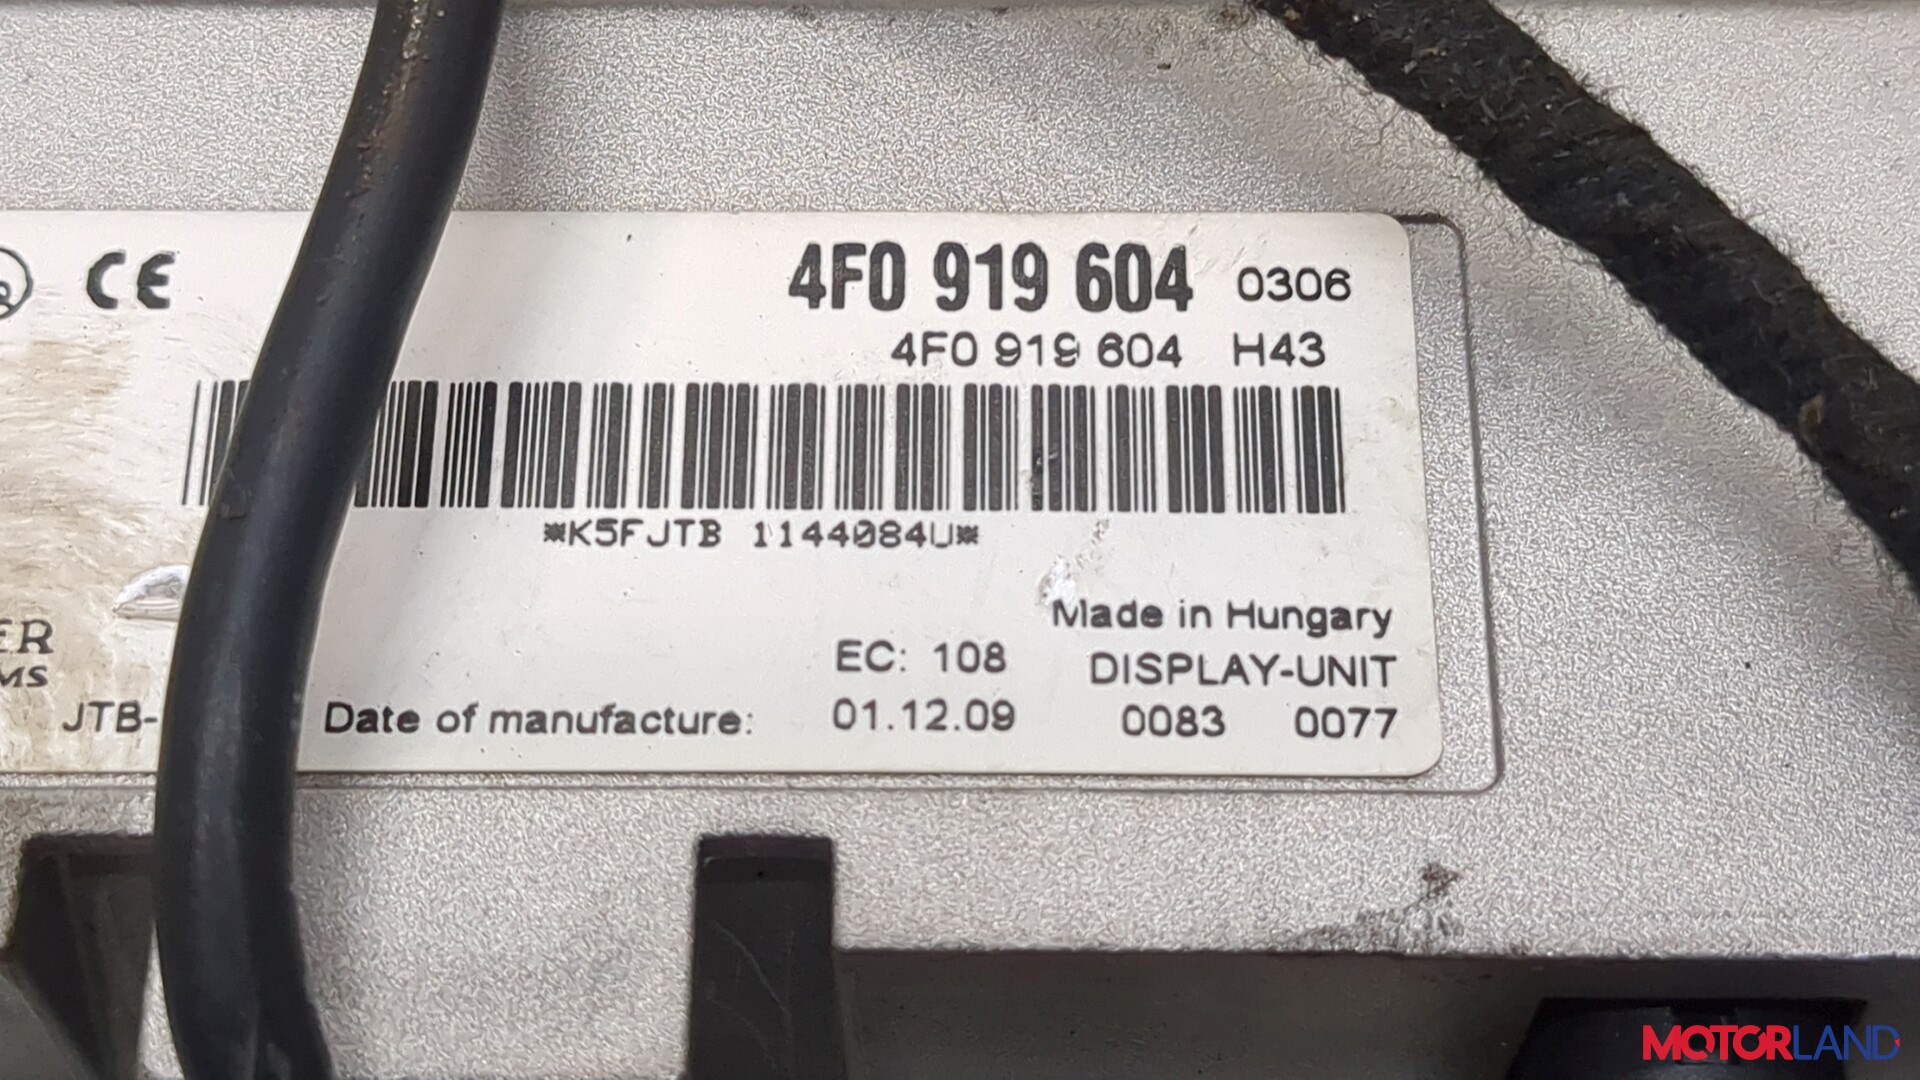 CE
4F0 919 604 0306
4F0 919 604 H43
*K5FJTB 1144084U*
Made in Hungary
EC: 108 DISPLAY-UNIT
JTB- Date of manufacture: 01.12.09 0083 0077
MOTORLAND